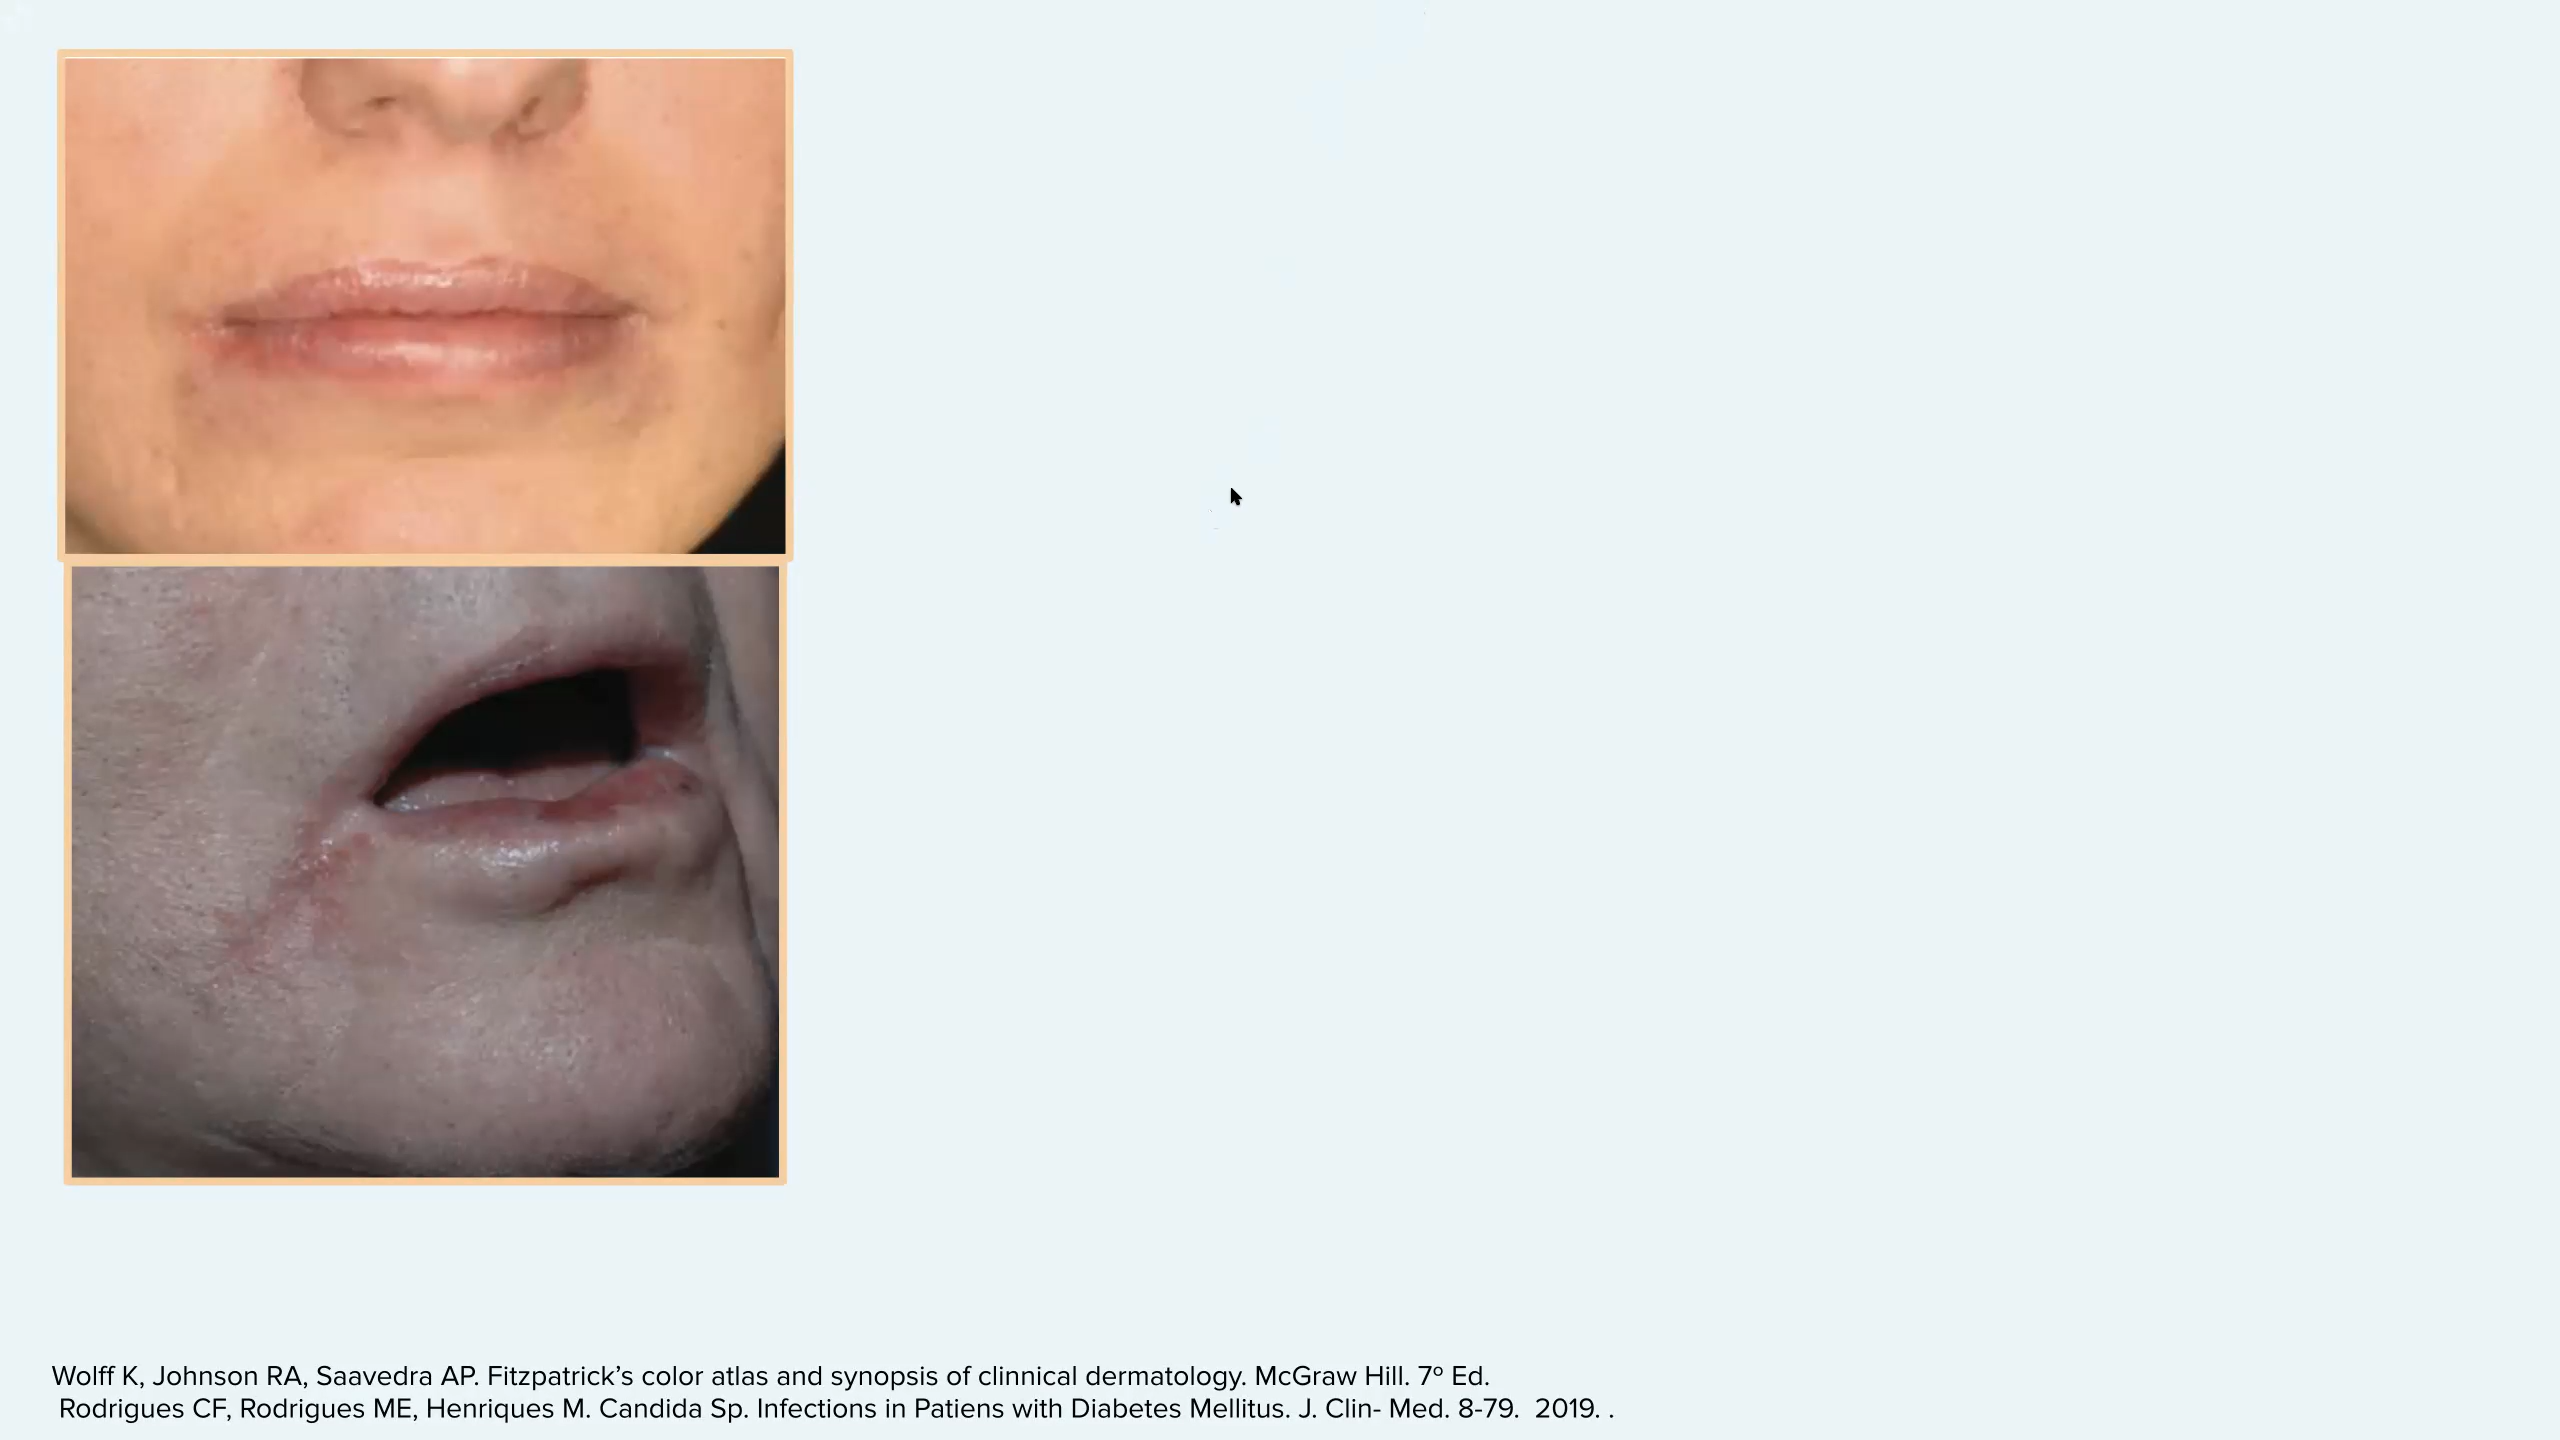 Wolff K, Johnson RA, Saavedra AP. Fitzpatrick’s color atlas and synopsis of clinnical dermatology. McGraw Hill. 7º Ed.
Rodrigues CF, Rodrigues ME, Henriques M. Candida Sp. Infections in Patiens with Diabetes Mellitus. J. Clin- Med. 8-79.  2019. .